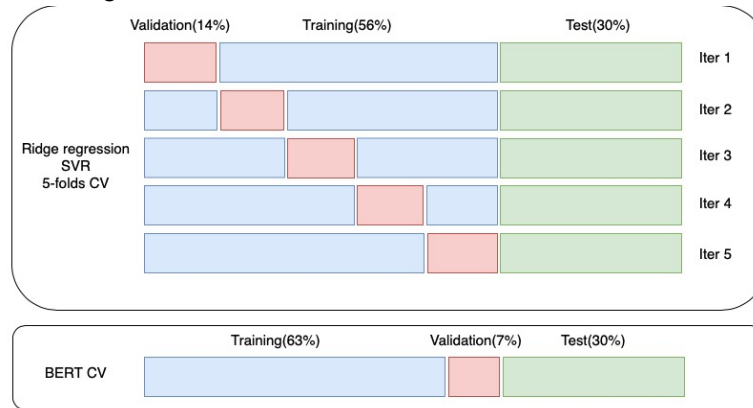 Validation(14%) Training(56%) Test(30%)
Iter 1
Iter 2
Ridge regression
SVR
5-folds CV
Iter 3
Iter 4
Iter 5
Training(63%) Validation(7%) Test(30%)
BERT CV